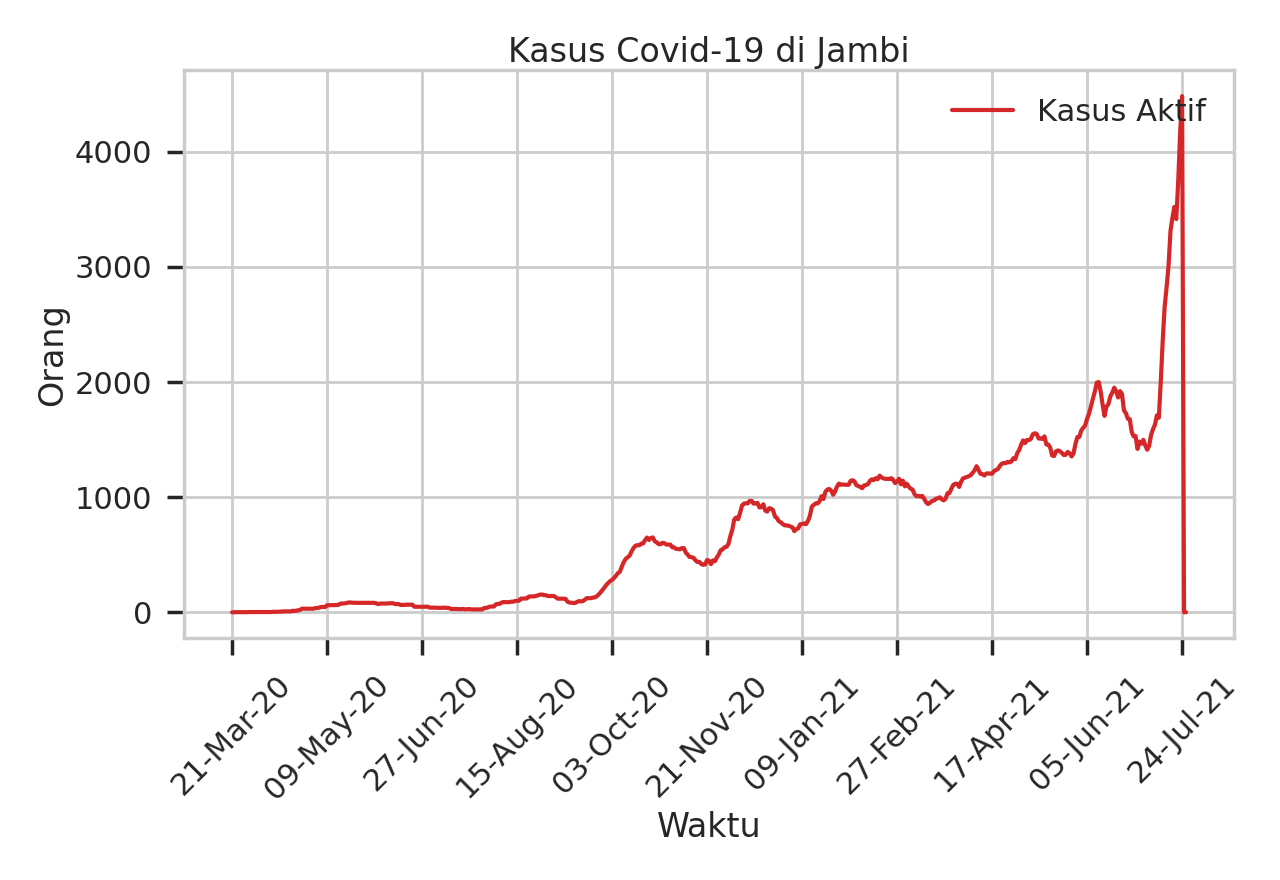 Kasus Covid-19 di Jambi
Kasus Aktif
4000
3000
2000
1000
0
Orang
21-Mar-20
09-May-20
27-Jun-20
15-Aug-20
03-Oct-20
21-Nov-20
09-Jan-21
27-Feb-21
17-Apr-21
05-Jun-21
24-Jul-21
Waktu